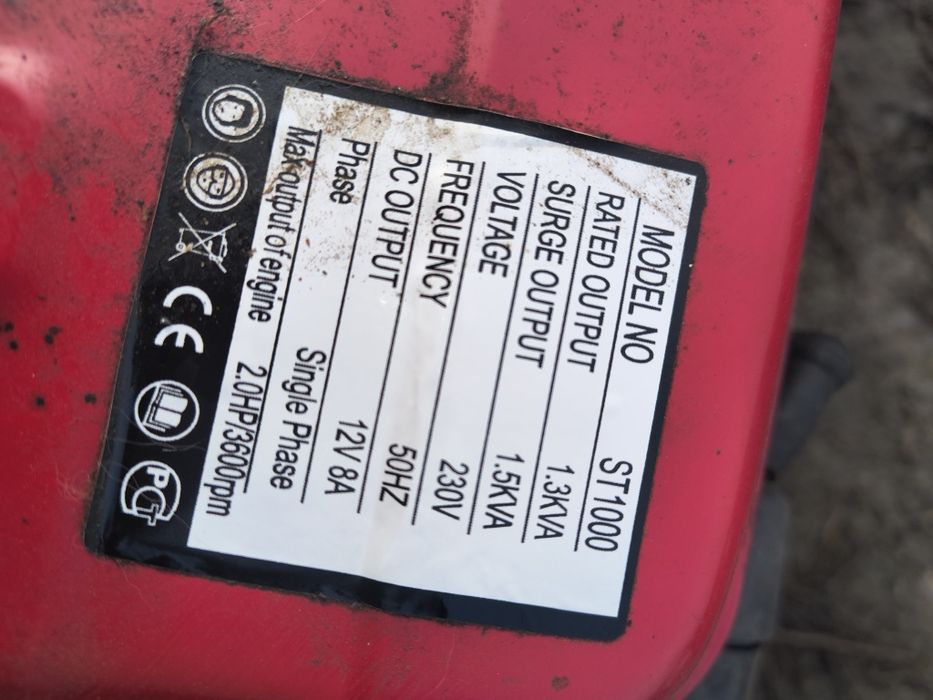 MODEL NO ST1000
RATED OUTPUT 1.3KVA
SURGE OUTPUT 1.5KVA
VOLTAGE 230V
FREQUENCY 50HZ
DC OUTPUT 12V 8A
Phase Single Phase
Max output of engine 2.0HP/3600rpm
CE
PG